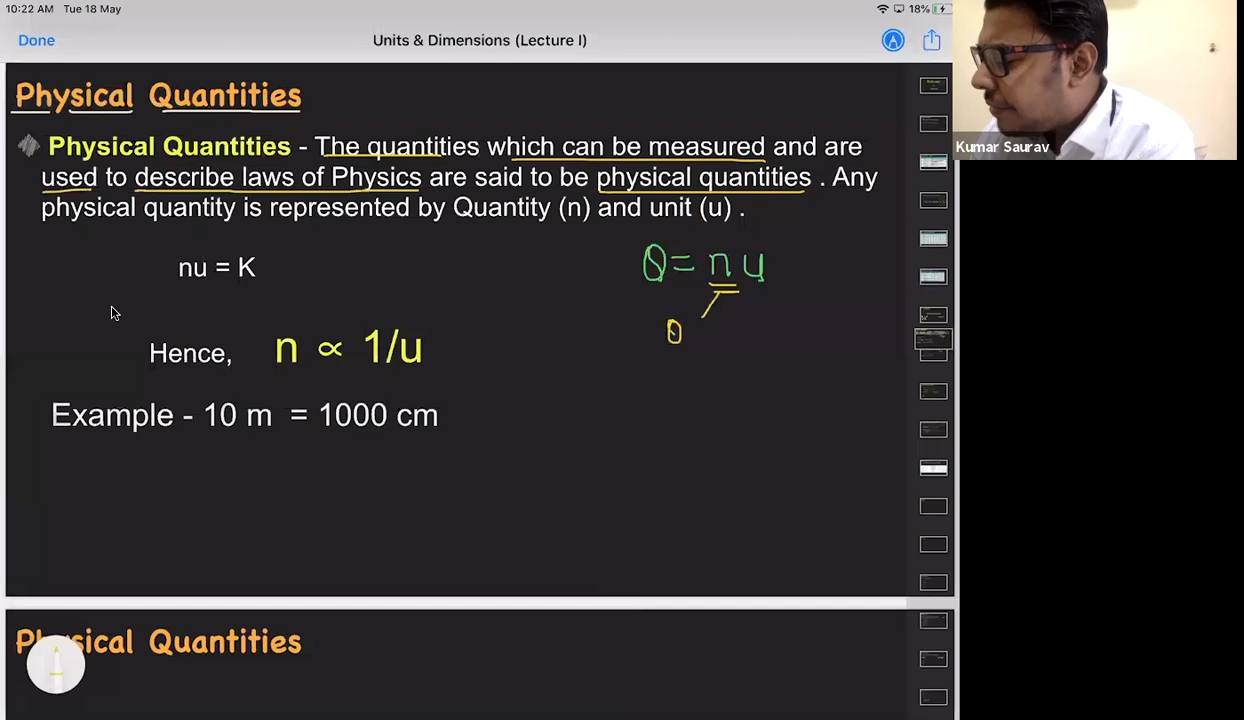 10:22 AM Tue 18 May 18%
Done Units & Dimensions (Lecture I)
Physical Quantities
Kumar Saurav
Physical Quantities - The quantities which can be measured and are
used to describe laws of Physics are said to be physical quantities . Any
physical quantity is represented by Quantity (n) and unit (u) .
nu = K
Q = n u
Q
Hence, n ∝ 1/u
Example - 10 m = 1000 cm
Physical Quantities